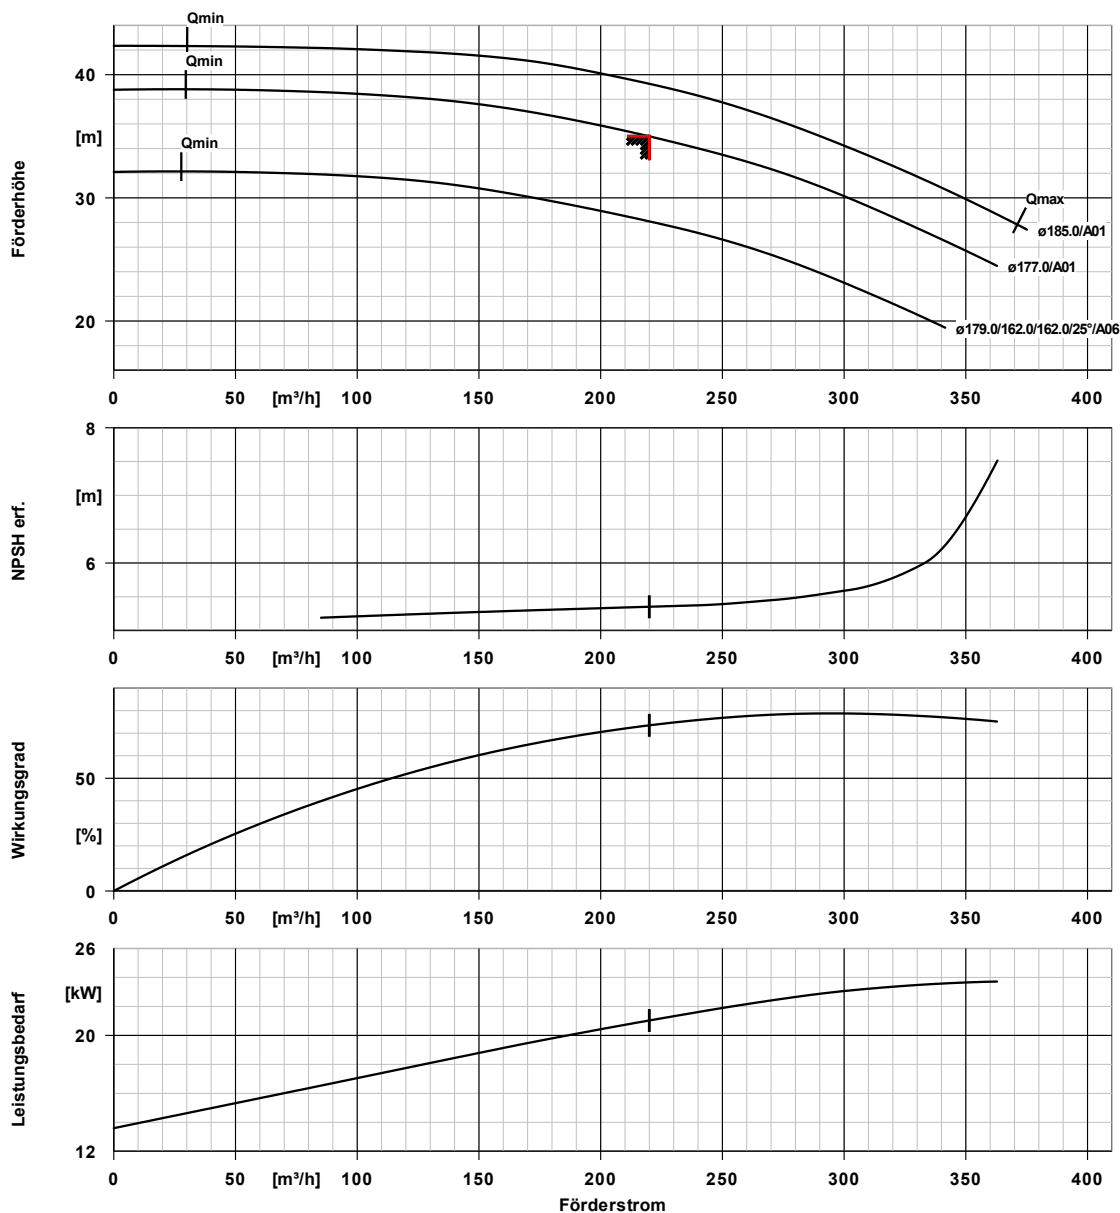 Qmin
40
Qmin
[m]
Qmin
Förderhöhe
30
Qmax
ø185.0/A01
ø177.0/A01
20
ø179.0/162.0/162.0/25°/A06
0 50 [m³/h] 100 150 200 250 300 350 400
8
[m]
NPSH erf.
6
0 50 [m³/h] 100 150 200 250 300 350 400
Wirkungsgrad
50
[%]
0
0 50 [m³/h] 100 150 200 250 300 350 400
26
[kW]
Leistungsbedarf
20
12
0 50 [m³/h] 100 150 200 250 300 350 400
Förderstrom